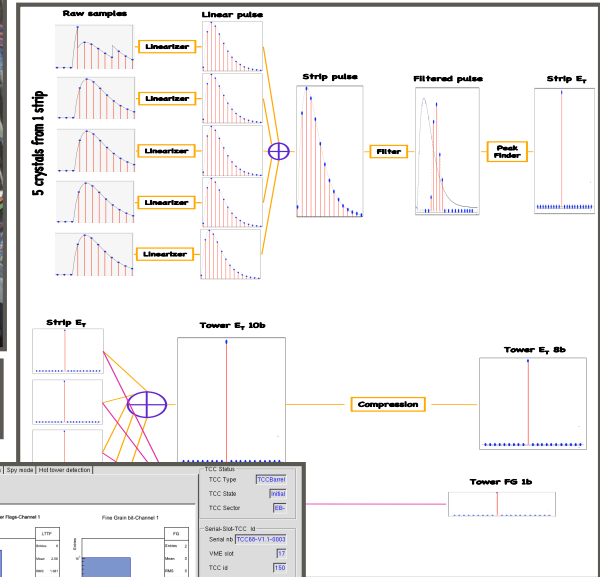 Raw samples
Linear pulse
Linearizer
Linearizer
Linearizer
Linearizer
Linearizer
5 crystals from 1 strip
Strip pulse
Filter
Filtered pulse
Peak Finder
Strip ET
Strip ET
Tower ET 10b
Compression
Tower ET 8b
Tower FG 1b
Spy mode
Hot tower detection
Flags-Channel 1
Fine Grain bit-Channel 1
LTTF
FG
Entries
Mean
RMS
Entries
Mean
RMS
TCC Status
TCC Type TCCBarrel
TCC State Initial
TCC Sector EB-
Serial-Slot-TCC Id
Serial nb TCC68-V1.1-0003
VME slot 17
TCC id 150